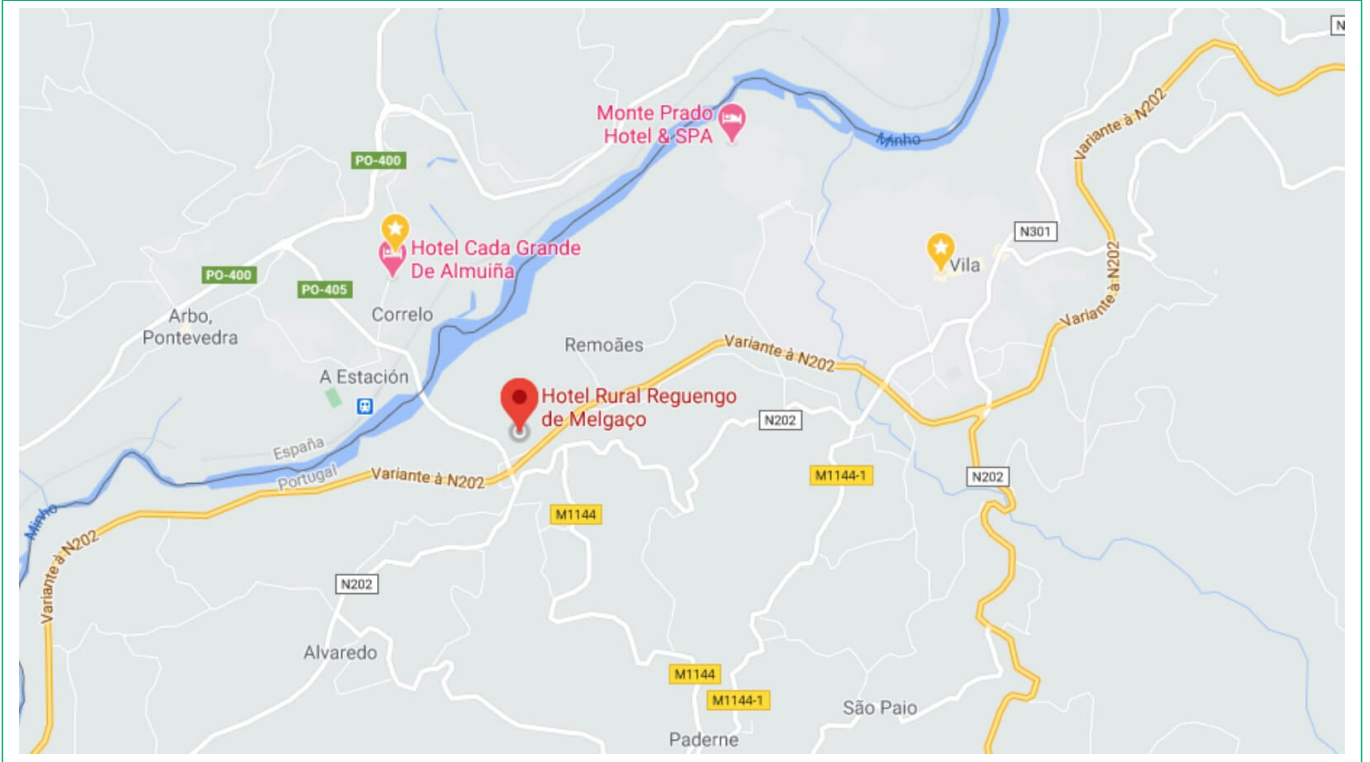 N
Variante à N202
Monte Prado
Hotel & SPA
Minho
PO-400
N301
Hotel Cada Grande
De Almuiña
Vila
PO-400
PO-405
Variante à N202
Arbo,
Pontevedra
Correlo
Remoães
Variante à N202
A Estación
Hotel Rural Reguengo
de Melgaço
N202
España
Portugal
Variante à N202
M1144-1
N202
Minho
M1144
Variante à N202
N202
Alvaredo
M1144
M1144-1
São Paio
Paderne